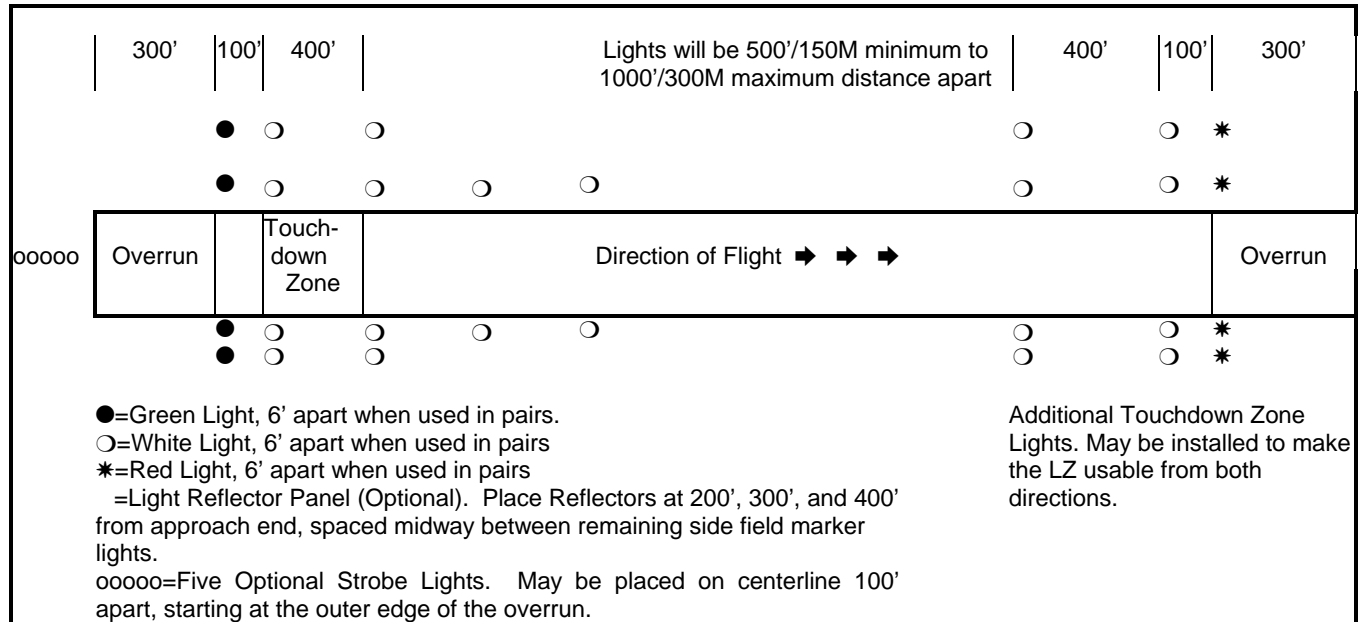 300’ 100’ 400’ Lights will be 500’/150M minimum to 400’ 100’ 300’
1000’/300M maximum distance apart
ooooo Overrun Touch-
down
Zone Direction of Flight ➡ ➡ ➡ Overrun
●=Green Light, 6’ apart when used in pairs.
❍=White Light, 6’ apart when used in pairs
✷=Red Light, 6’ apart when used in pairs
=Light Reflector Panel (Optional). Place Reflectors at 200’, 300’, and 400’
from approach end, spaced midway between remaining side field marker
lights.
ooooo=Five Optional Strobe Lights. May be placed on centerline 100’
apart, starting at the outer edge of the overrun.
Additional Touchdown Zone
Lights. May be installed to make
the LZ usable from both
directions.